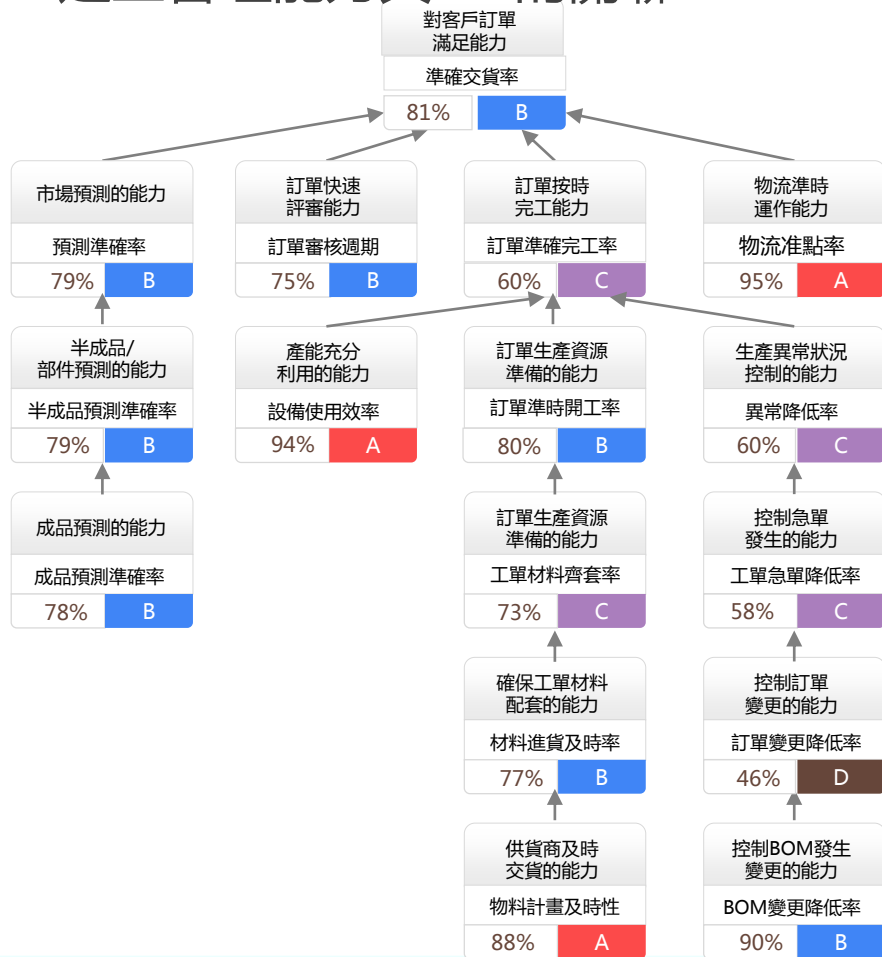 對客戶訂單
滿足能力
準確交貨率
81% B
市場預測的能力
預測準確率
79% B
訂單快速
評審能力
訂單審核週期
75% B
訂單按時
完工能力
訂單準確完工率
60% C
物流準時
運作能力
物流准點率
95% A
半成品/
部件預測的能力
半成品預測準確率
79% B
產能充分
利用的能力
設備使用效率
94% A
訂單生產資源
準備的能力
訂單準時開工率
80% B
生產異常狀況
控制的能力
異常降低率
60% C
成品預測的能力
成品預測準確率
78% B
訂單生產資源
準備的能力
工單材料齊套率
73% C
控制急單
發生的能力
工單急單降低率
58% C
確保工單材料
配套的能力
材料進貨及時率
77% B
控制訂單
變更的能力
訂單變更降低率
46% D
供貨商及時
交貨的能力
物料計畫及時性
88% A
控制BOM發生
變更的能力
BOM變更降低率
90% B